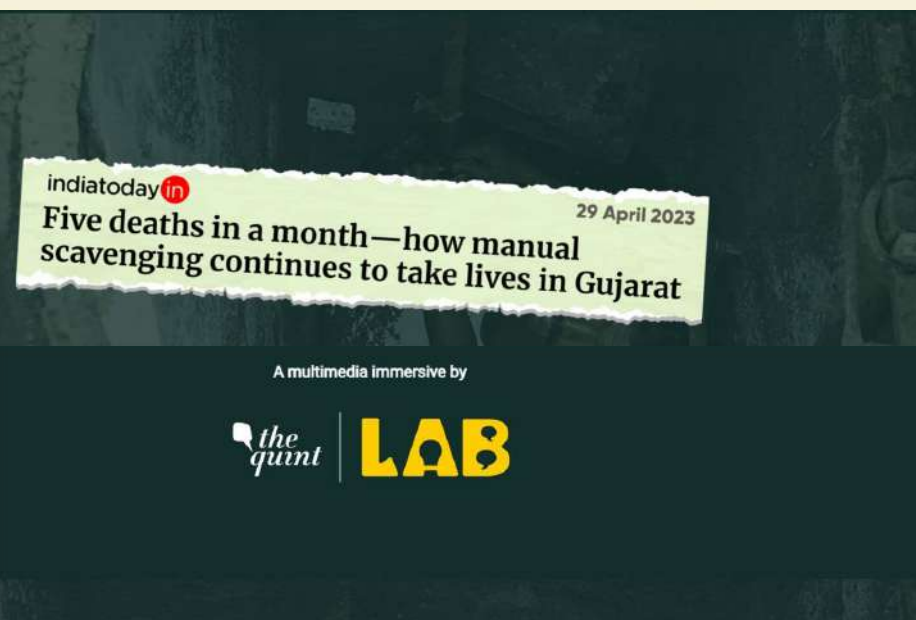 indiatoday in
29 April 2023
Five deaths in a month—how manual
scavenging continues to take lives in Gujarat
A multimedia immersive by
the
quint
LAB